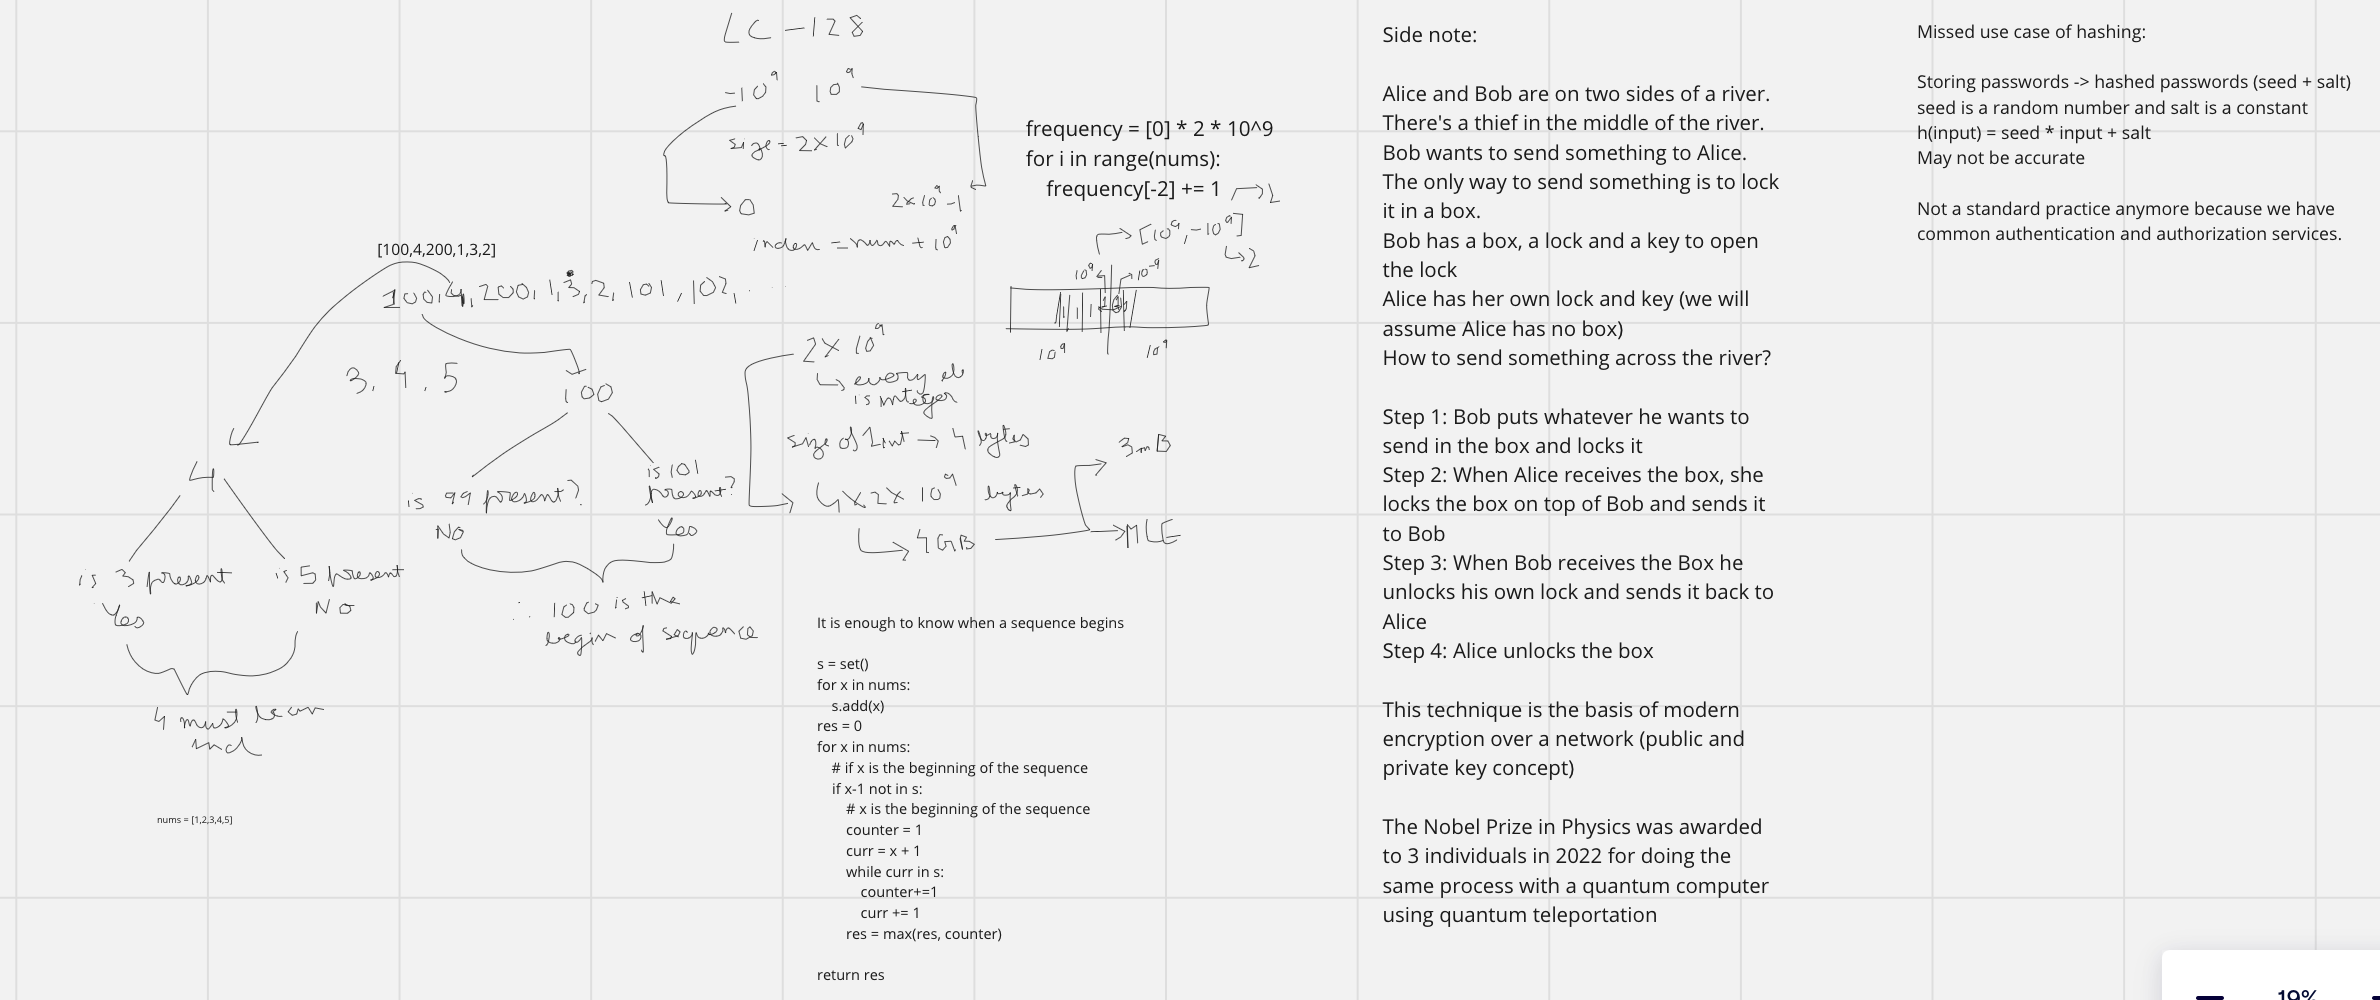 LC - 128
-10^9 10^9
size = 2 x 10^9
0
2 x 10^9 - 1
index = num + 10^9
frequency = [0] * 2 * 10^9
for i in range(nums):
frequency[-2] += 1
[10^9, -10^9]
2
10^9
10^-9
10^9
10^9
[100,4,200,1,3,2]
100, 4, 200, 1, 3, 2, 101, 102, . . .
3, 4, 5
100
is 99 present?
No
is 101
present?
Yes
∴ 100 is the
begin of sequence
4
is 3 present
Yes
is 5 present
No
4 must be an
end
nums = [1,2,3,4,5]
2 x 10^9
every ele
is integer
size of 1 int → 4 bytes
4 x 2 x 10^9 bytes
4 GB
3 mB
MLE
It is enough to know when a sequence begins
s = set()
for x in nums:
s.add(x)
res = 0
for x in nums:
# if x is the beginning of the sequence
if x-1 not in s:
# x is the beginning of the sequence
counter = 1
curr = x + 1
while curr in s:
counter+=1
curr += 1
res = max(res, counter)
return res
Side note:
Alice and Bob are on two sides of a river.
There's a thief in the middle of the river.
Bob wants to send something to Alice.
The only way to send something is to lock
it in a box.
Bob has a box, a lock and a key to open
the lock
Alice has her own lock and key (we will
assume Alice has no box)
How to send something across the river?
Step 1: Bob puts whatever he wants to
send in the box and locks it
Step 2: When Alice receives the box, she
locks the box on top of Bob and sends it
to Bob
Step 3: When Bob receives the Box he
unlocks his own lock and sends it back to
Alice
Step 4: Alice unlocks the box
This technique is the basis of modern
encryption over a network (public and
private key concept)
The Nobel Prize in Physics was awarded
to 3 individuals in 2022 for doing the
same process with a quantum computer
using quantum teleportation
Missed use case of hashing:
Storing passwords -> hashed passwords (seed + salt)
seed is a random number and salt is a constant
h(input) = seed * input + salt
May not be accurate
Not a standard practice anymore because we have
common authentication and authorization services.
19%